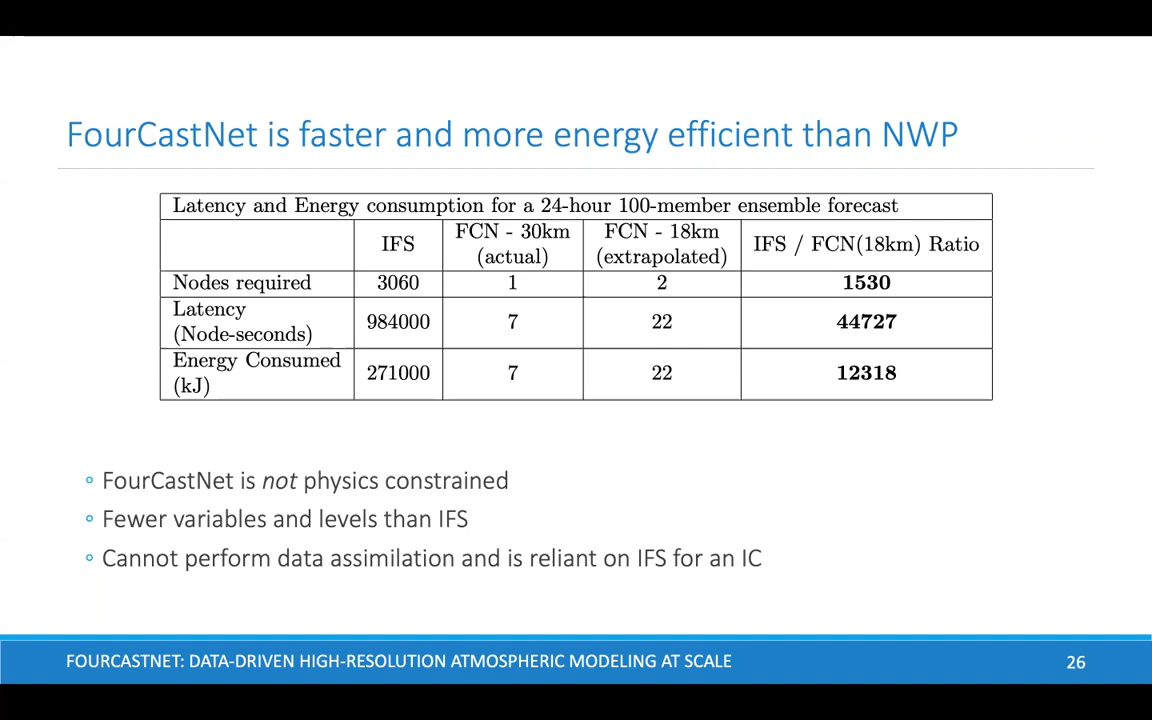 FourCastNet is faster and more energy efficient than NWP
Latency and Energy consumption for a 24-hour 100-member ensemble forecast
IFS
FCN - 30km
(actual)
FCN - 18km
(extrapolated)
IFS / FCN(18km) Ratio
Nodes required 3060 1 2 1530
Latency
(Node-seconds)
984000 7 22 44727
Energy Consumed
(kJ)
271000 7 22 12318
◦ FourCastNet is not physics constrained
◦ Fewer variables and levels than IFS
◦ Cannot perform data assimilation and is reliant on IFS for an IC
FOURCASTNET: DATA-DRIVEN HIGH-RESOLUTION ATMOSPHERIC MODELING AT SCALE 26